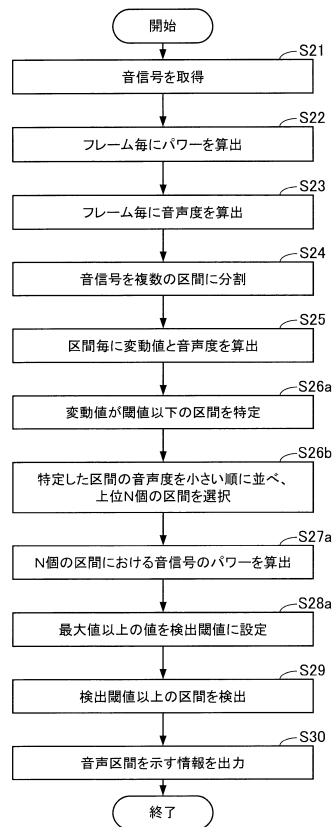 開始
S21
音信号を取得
S22
フレーム毎にパワーを算出
S23
フレーム毎に音声度を算出
S24
音信号を複数の区間に分割
S25
区間毎に変動値と音声度を算出
S26a
変動値が閾値以下の区間を特定
S26b
特定した区間の音声度を小さい順に並べ、
上位N個の区間を選択
S27a
N個の区間における音信号のパワーを算出
S28a
最大値以上の値を検出閾値に設定
S29
検出閾値以上の区間を検出
S30
音声区間を示す情報を出力
終了